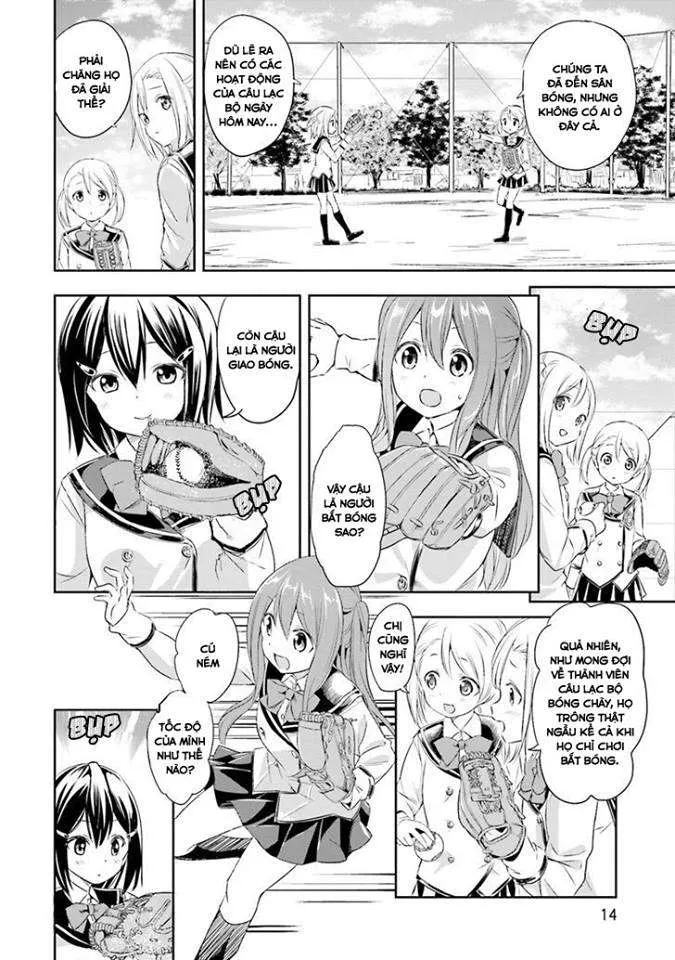 CHÚNG TA
ĐÃ ĐẾN SÂN
BÓNG, NHƯNG
KHÔNG CÓ AI Ở
ĐÂY CẢ.
DÙ LẼ RA
NÊN CÓ CÁC
HOẠT ĐỘNG
CỦA CÂU LẠC
BỘ NGÀY
HÔM NAY...
PHẢI
CHĂNG HỌ
ĐÃ GIẢI
THỂ?
BỤP
VẬY CẬU
LÀ NGƯỜI
BẮT BÓNG
SAO?
CÒN CẬU
LẠI LÀ NGƯỜI
GIAO BÓNG.
BỤP
QUẢ NHIÊN,
NHƯ MONG ĐỢI
VỀ THÀNH VIÊN
CÂU LẠC BỘ
BÓNG CHÀY, HỌ
TRÔNG THẬT
NGẦU KỂ CẢ KHI
HỌ CHỈ CHƠI
BẮT BÓNG.
CHỊ
CŨNG
NGHĨ
VẬY!
CÚ
NÉM
TỐC ĐỘ
CỦA MÌNH
NHƯ THẾ
NÀO?
BỤP
14